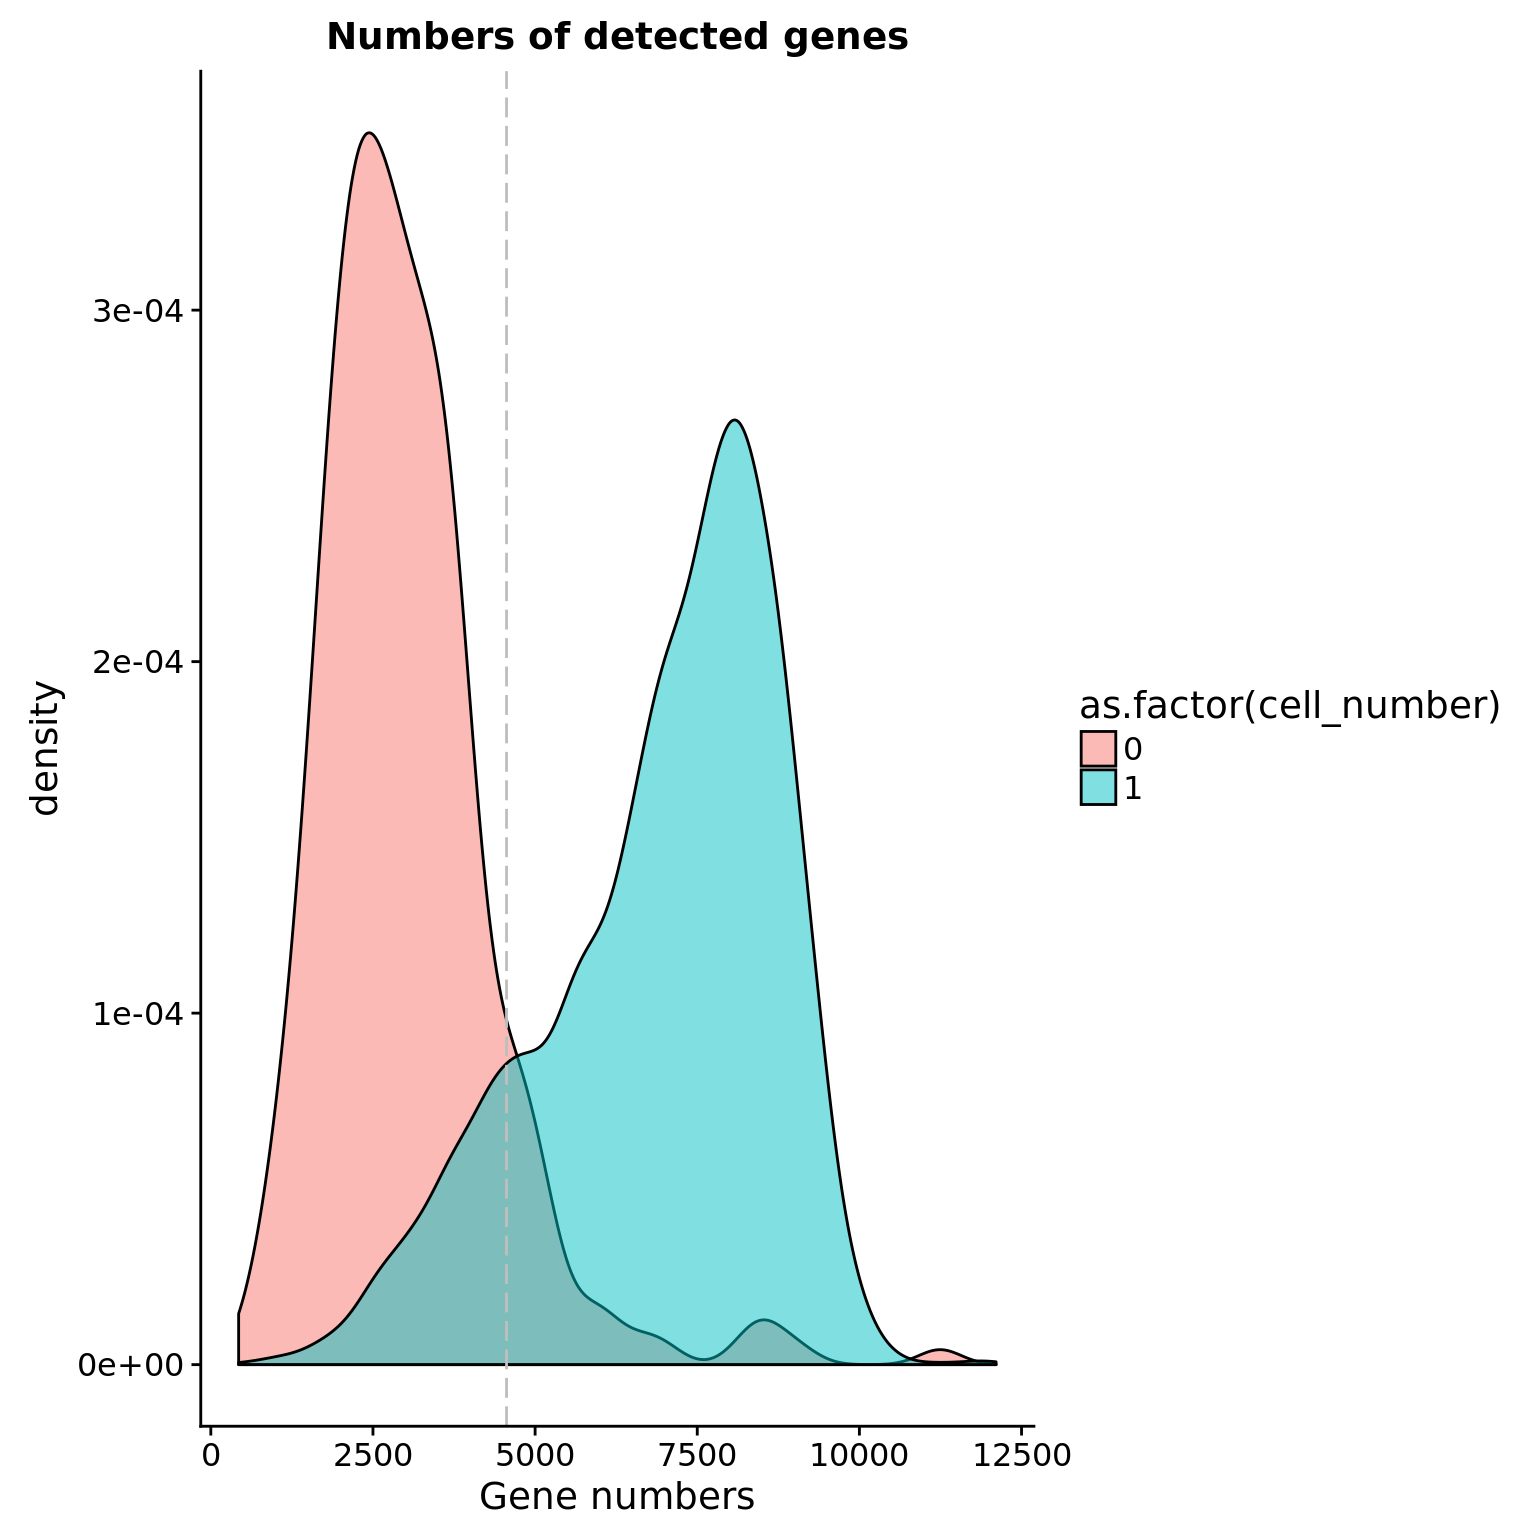 Numbers of detected genes
density
3e-04
2e-04
1e-04
0e+00
0 2500 5000 7500 10000 12500
Gene numbers
as.factor(cell_number)
0
1